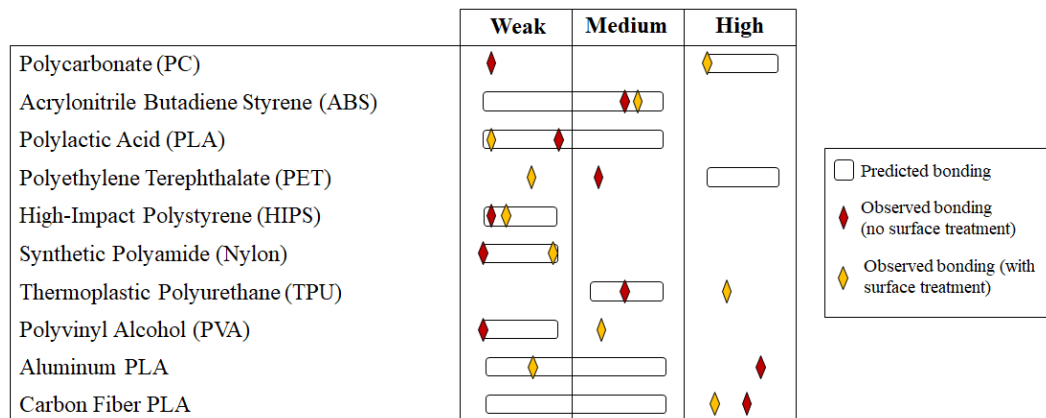 Weak Medium High
Polycarbonate (PC)
Acrylonitrile Butadiene Styrene (ABS)
Polylactic Acid (PLA)
Polyethylene Terephthalate (PET)
High-Impact Polystyrene (HIPS)
Synthetic Polyamide (Nylon)
Thermoplastic Polyurethane (TPU)
Polyvinyl Alcohol (PVA)
Aluminum PLA
Carbon Fiber PLA
Predicted bonding
Observed bonding
(no surface treatment)
Observed bonding (with
surface treatment)